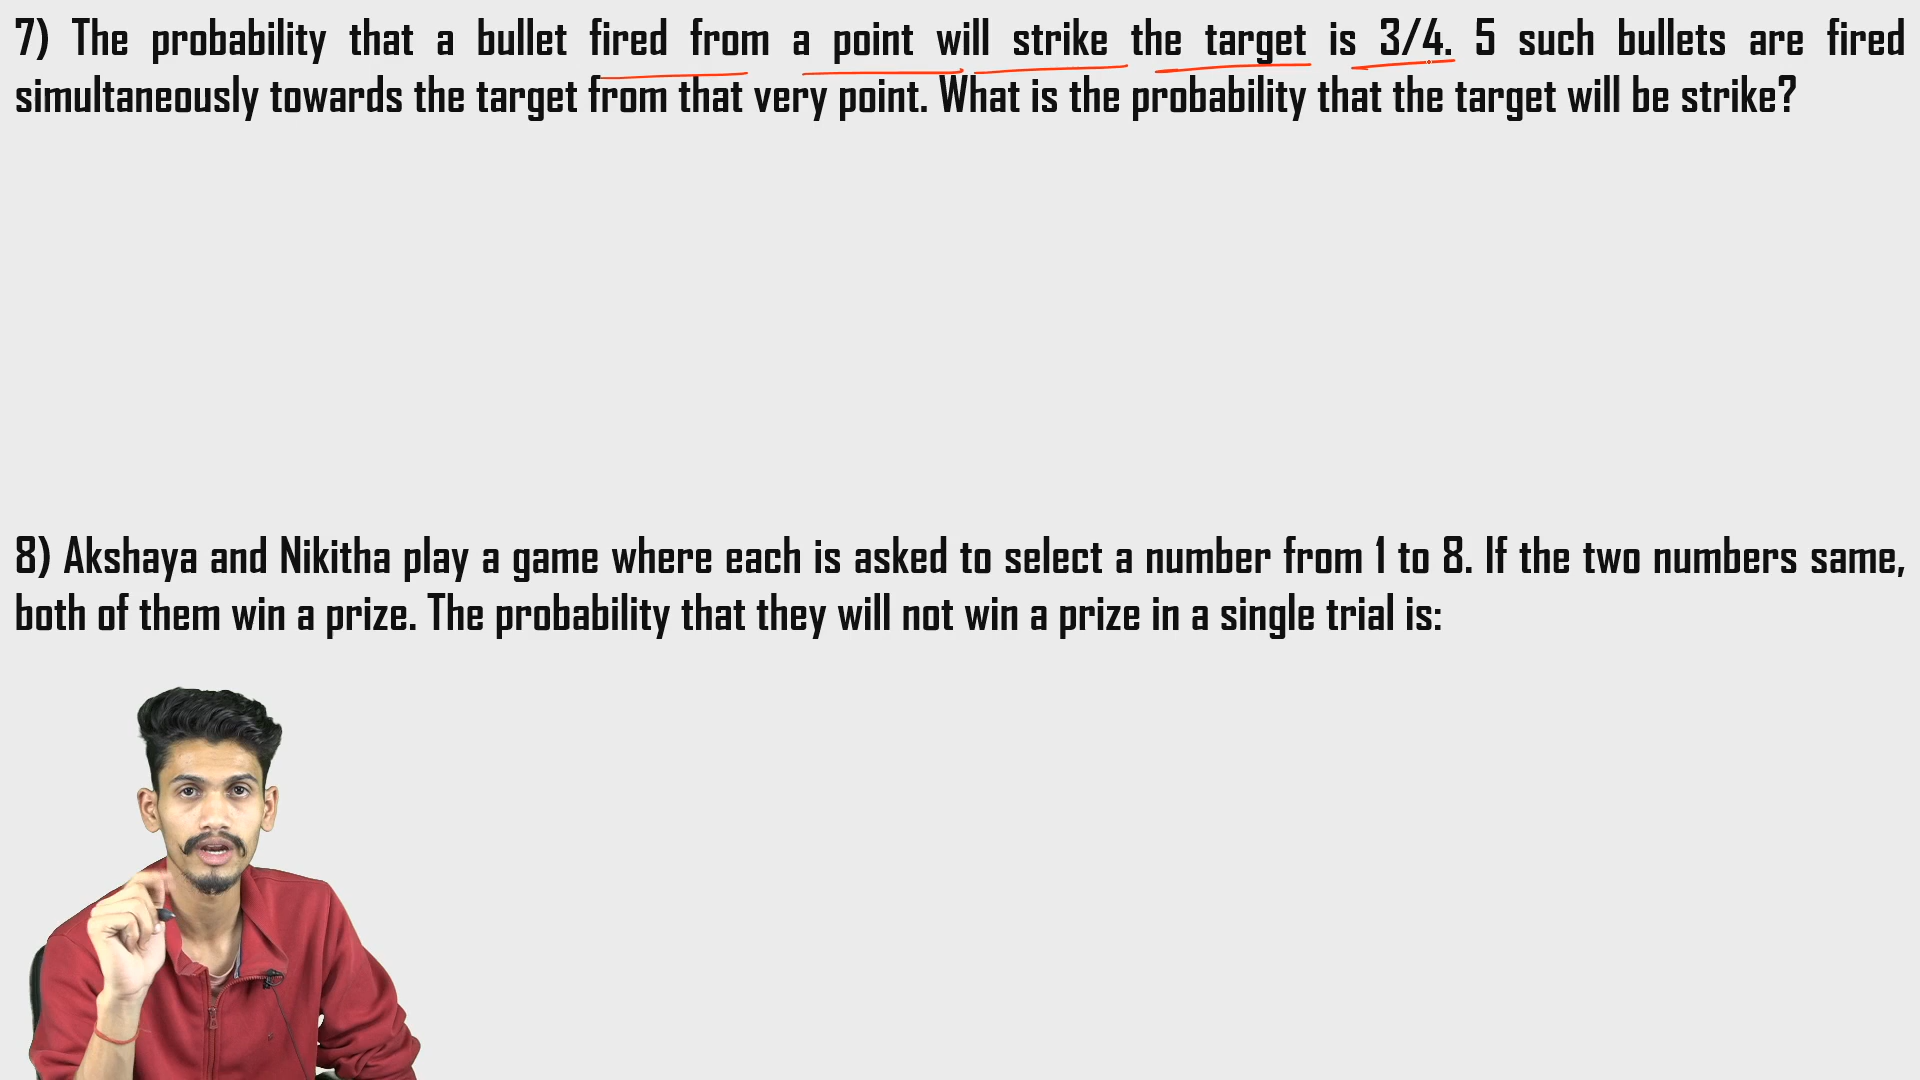 7) The probability that a bullet fired from a point will strike the target is 3/4. 5 such bullets are fired
simultaneously towards the target from that very point. What is the probability that the target will be strike?
8) Akshaya and Nikitha play a game where each is asked to select a number from 1 to 8. If the two numbers same,
both of them win a prize. The probability that they will not win a prize in a single trial is: